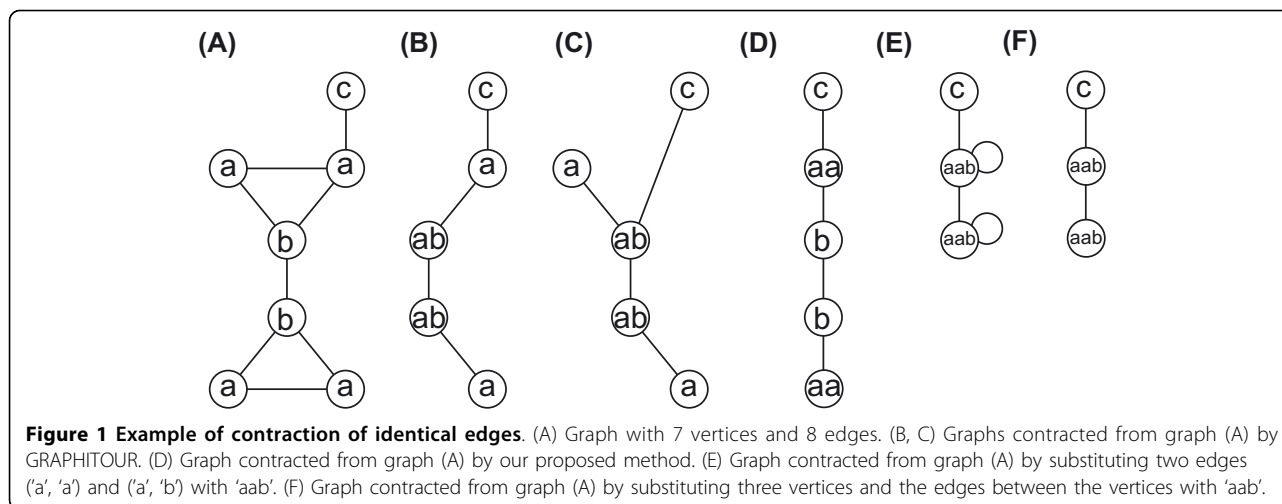 (A) (B) (C) (D) (E) (F)
c c c c c c
a a a a aa aab aab
b ab ab b aab aab
b ab ab b
a a a a aa
Figure 1 Example of contraction of identical edges. (A) Graph with 7 vertices and 8 edges. (B, C) Graphs contracted from graph (A) by
GRAPHITOUR. (D) Graph contracted from graph (A) by our proposed method. (E) Graph contracted from graph (A) by substituting two edges
('a', 'a') and ('a', 'b') with 'aab'. (F) Graph contracted from graph (A) by substituting three vertices and the edges between the vertices with 'aab'.